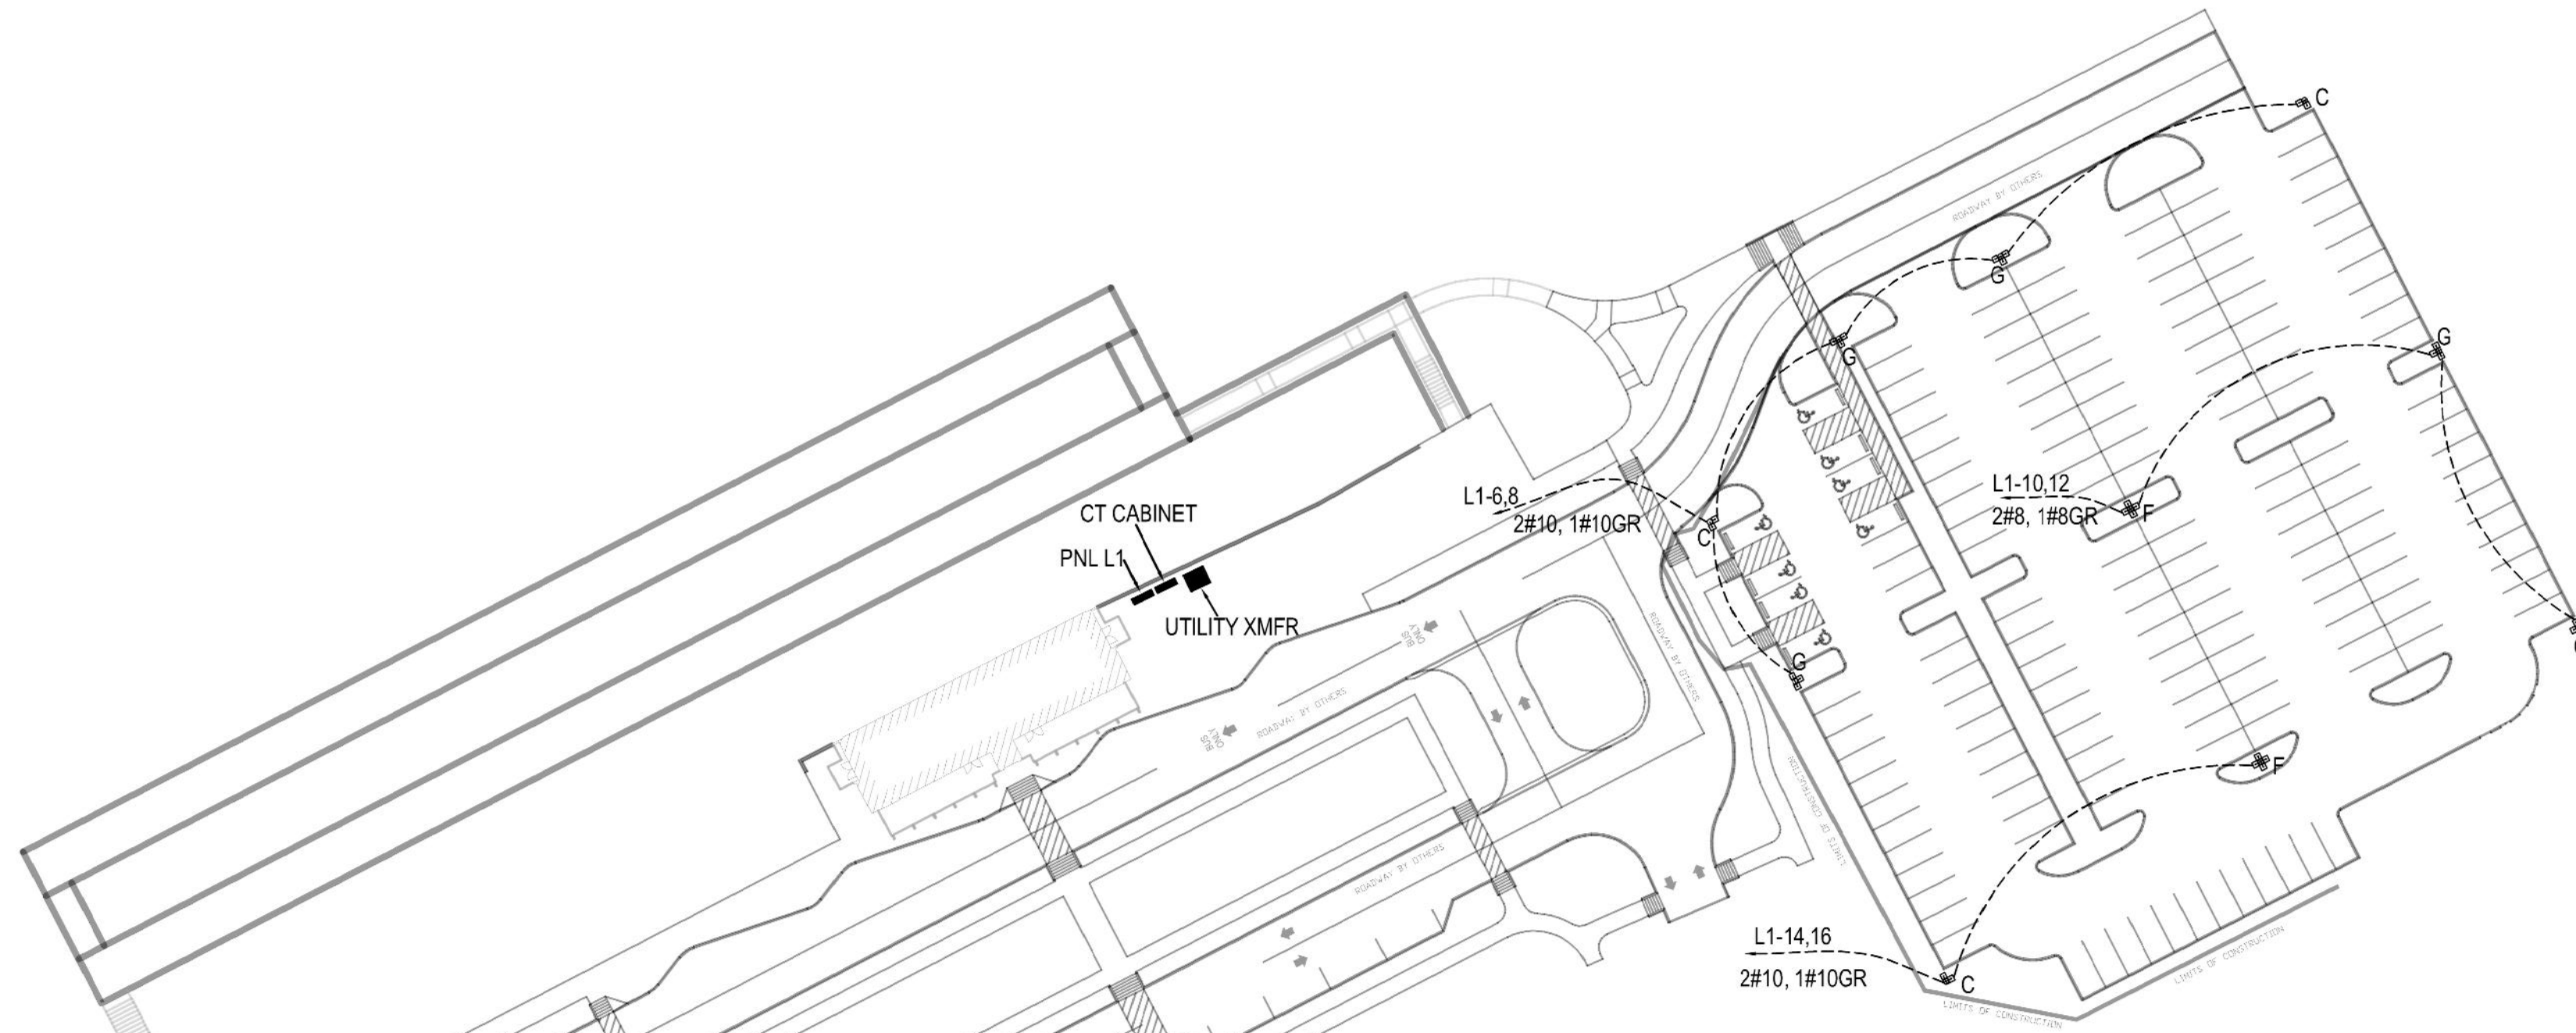 C
ROADWAY BY OTHERS
G
G
G
L1-6,8
2#10, 1#10GR
L1-10,12
2#8, 1#8GR
F
CT CABINET
PNL L1
C
UTILITY XMFR
BUS
ONLY
ROADWAY BY OTHERS
G
BUS
ONLY
ROADWAY BY OTHERS
F
LIMITS OF CONSTRUCTION
ROADWAY BY OTHERS
L1-14,16
2#10, 1#10GR
C
LIMITS OF CONSTRUCTION
LIMITS OF CONSTRUCTION